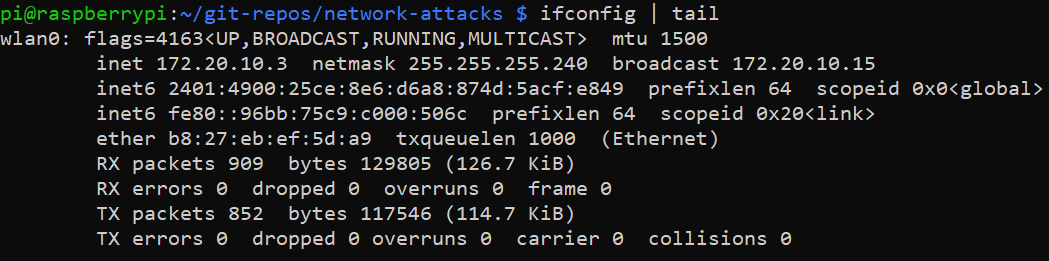 pi@raspberrypi:~/git-repos/network-attacks $ ifconfig | tail
wlan0: flags=4163<UP,BROADCAST,RUNNING,MULTICAST>  mtu 1500
        inet 172.20.10.3  netmask 255.255.255.240  broadcast 172.20.10.15
        inet6 2401:4900:25ce:8e6:d6a8:874d:5acf:e849  prefixlen 64  scopeid 0x0<global>
        inet6 fe80::96bb:75c9:c000:506c  prefixlen 64  scopeid 0x20<link>
        ether b8:27:eb:ef:5d:a9  txqueuelen 1000  (Ethernet)
        RX packets 909  bytes 129805 (126.7 KiB)
        RX errors 0  dropped 0  overruns 0  frame 0
        TX packets 852  bytes 117546 (114.7 KiB)
        TX errors 0  dropped 0 overruns 0  carrier 0  collisions 0